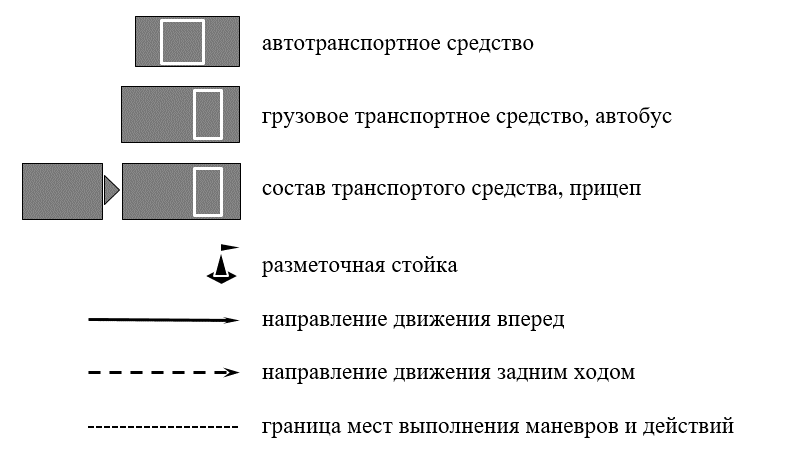 автотранспортное средство
грузовое транспортное средство, автобус
состав транспортого средства, прицеп
разметочная стойка
направление движения вперед
направление движения задним ходом
граница мест выполнения маневров и действий